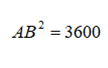 AB² = 3600